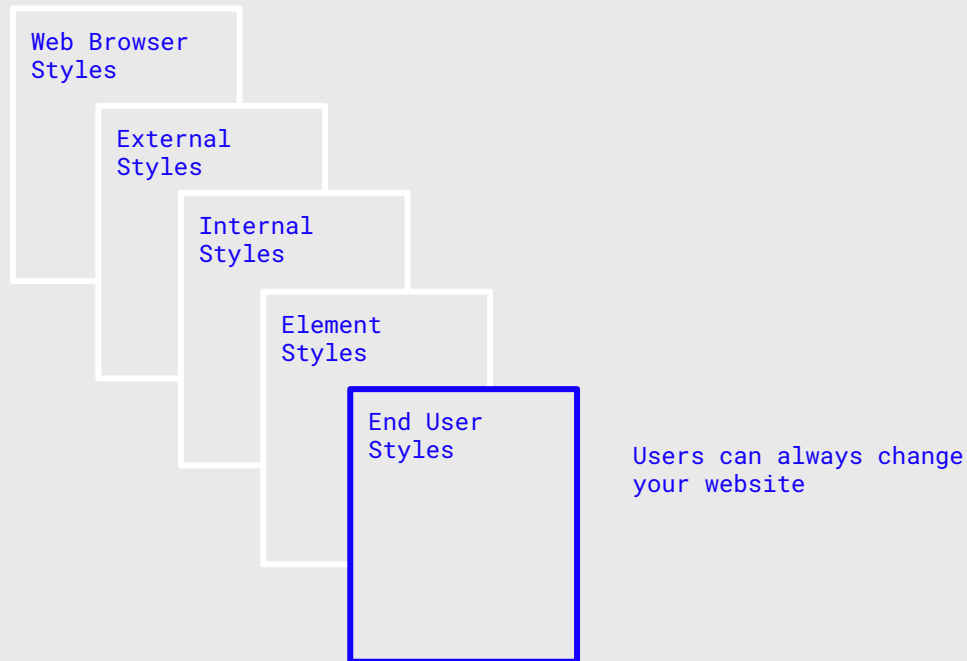 Web Browser
Styles
External
Styles
Internal
Styles
Element
Styles
End User
Styles
Users can always change
your website